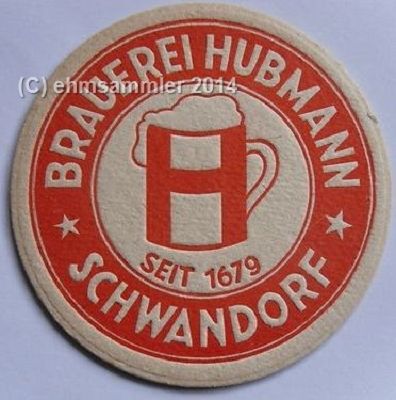 BRAUEREI HUBMANN
(C) ehmsammler 2014
H
SEIT 1679
SCHWANDORF